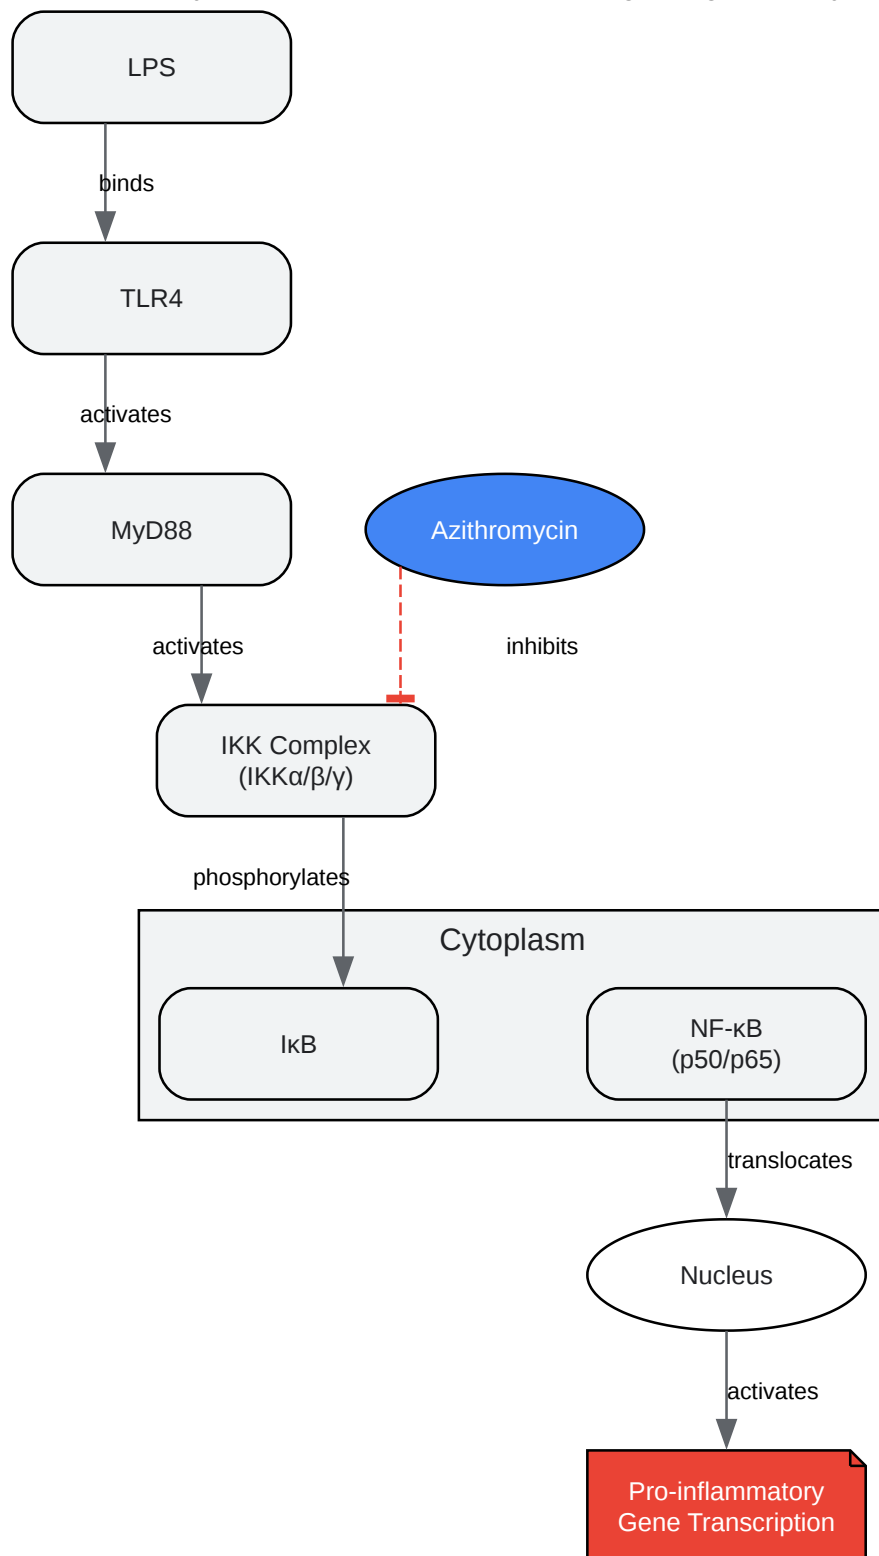 LPS
binds
TLR4
activates
MyD88
Azithromycin
activates
inhibits
IKK Complex
(IKKα/β/γ)
phosphorylates
Cytoplasm
IκB
NF-κB
(p50/p65)
translocates
Nucleus
activates
Pro-inflammatory
Gene Transcription